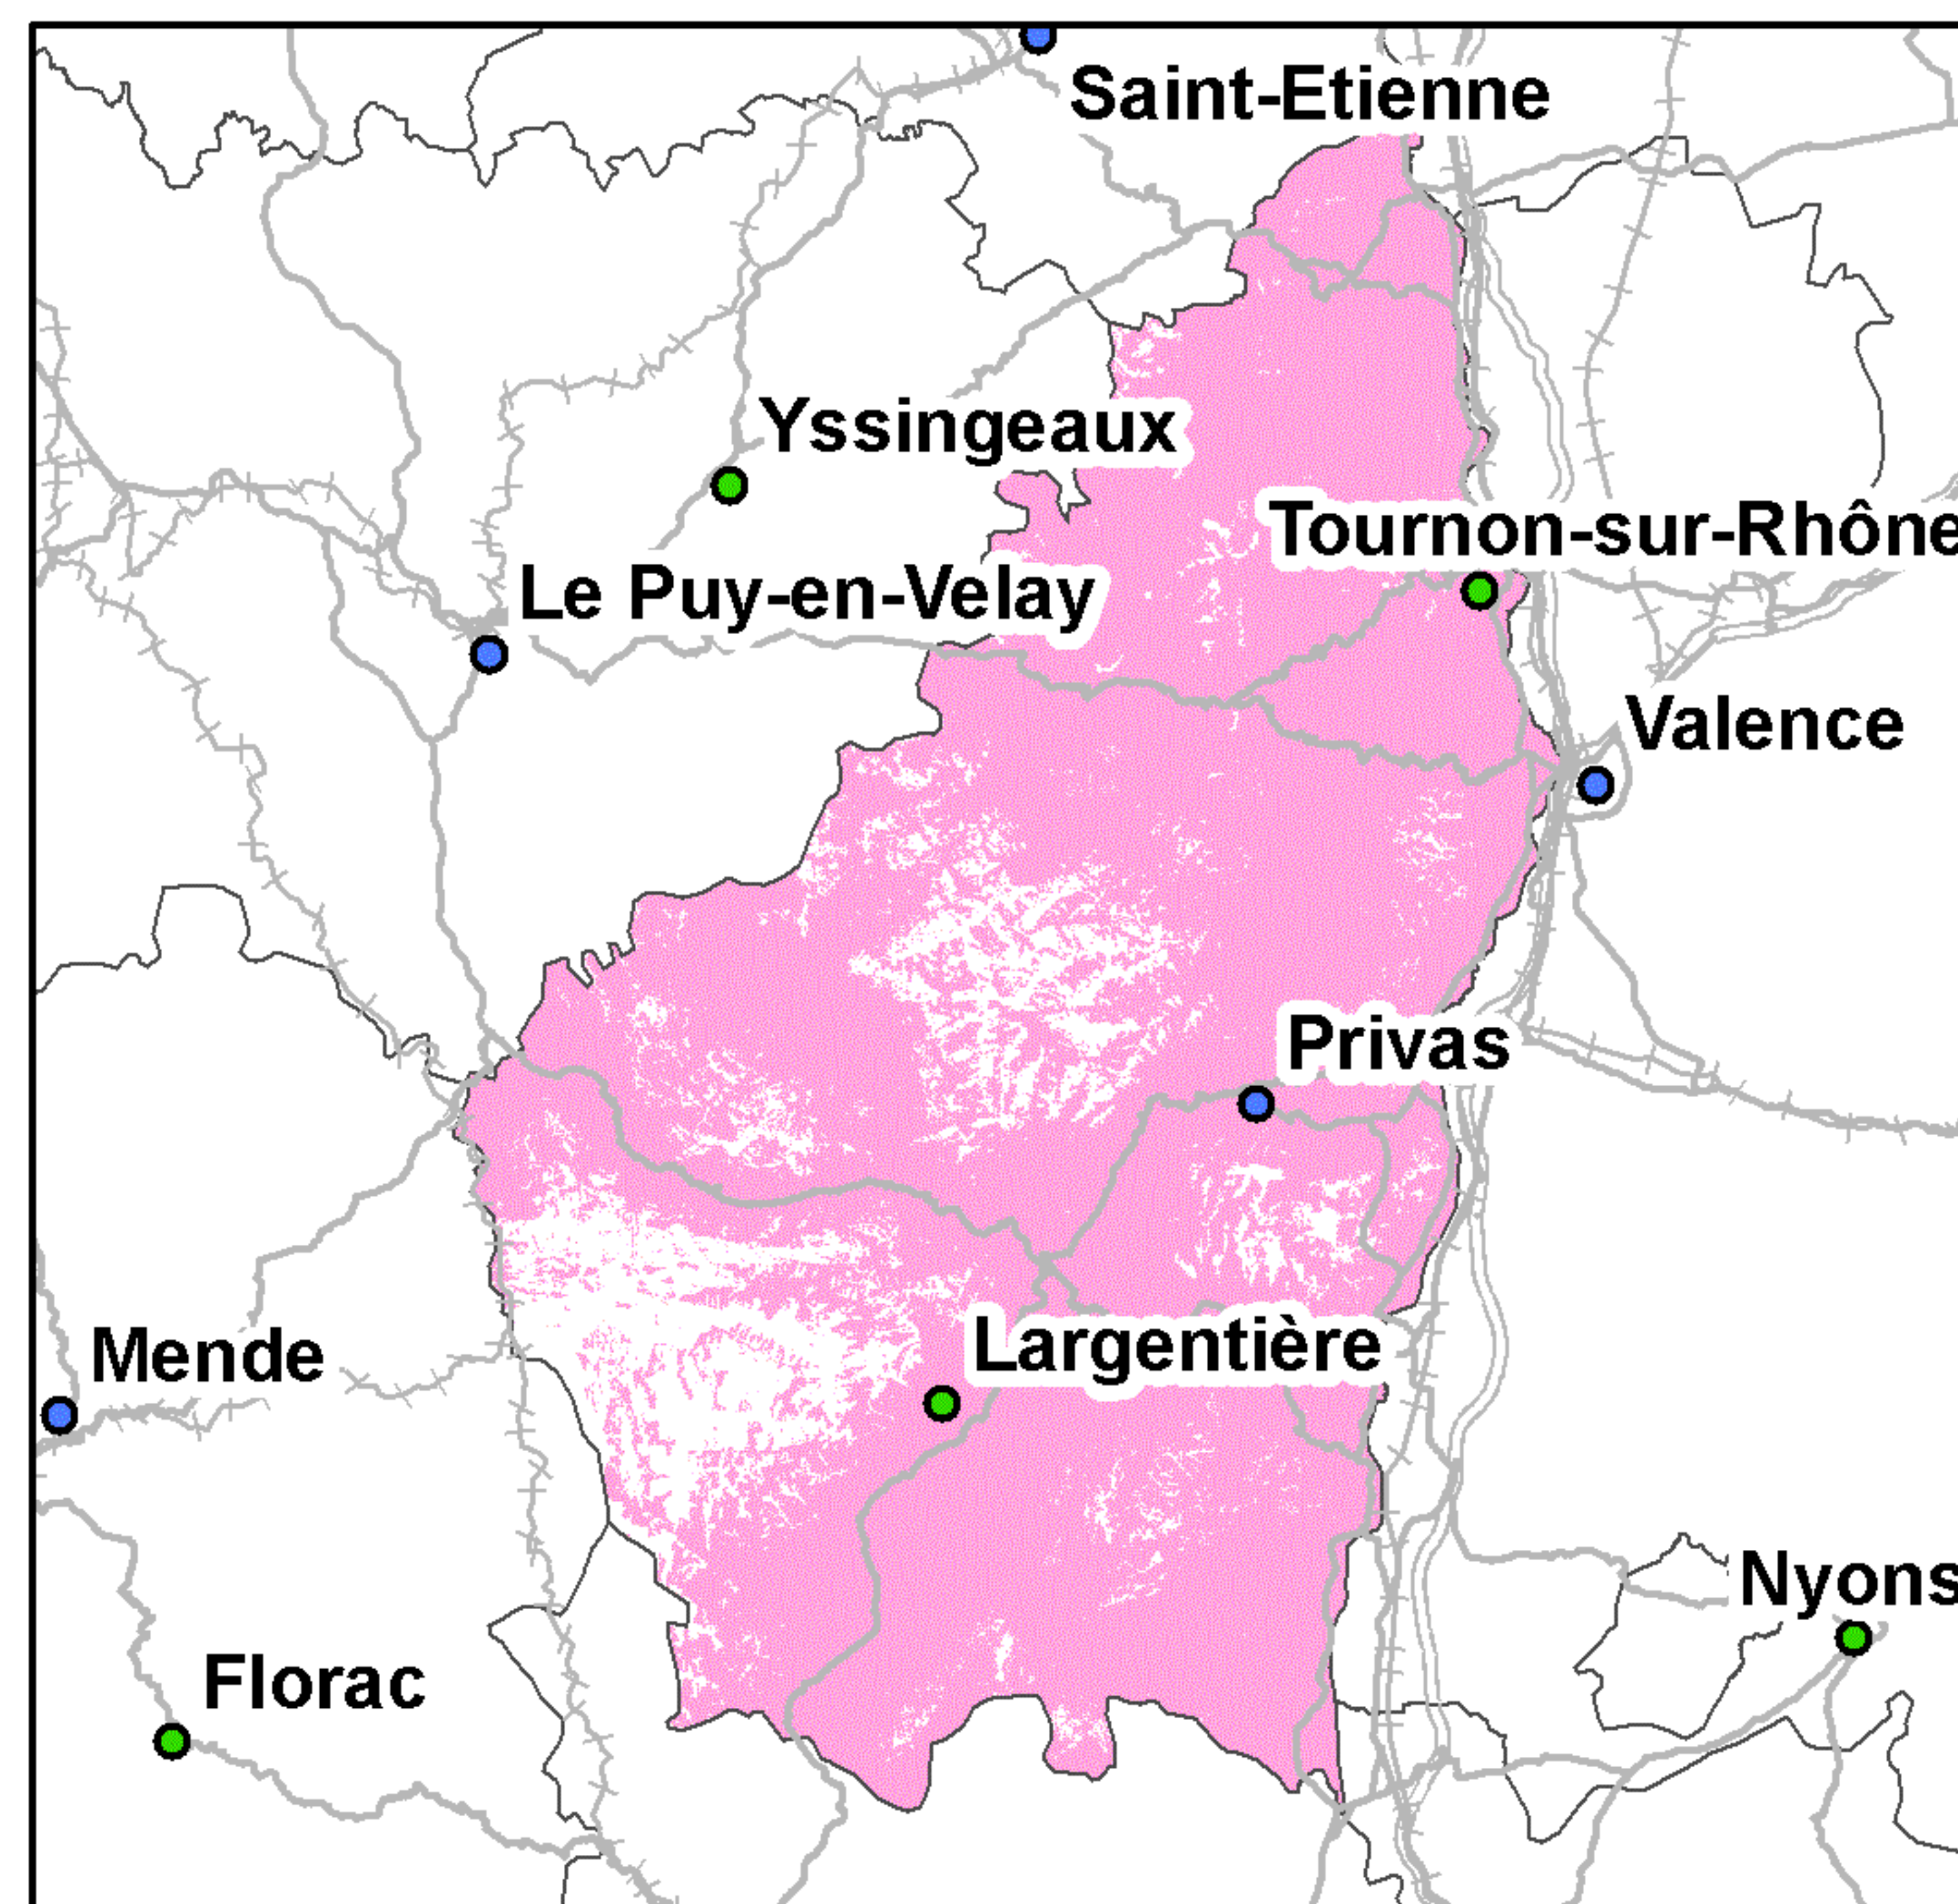 Saint-Etienne
Yssingeaux
Tournon-sur-Rhône
Le Puy-en-Velay
Valence
Privas
Largentière
Mende
Nyons
Florac